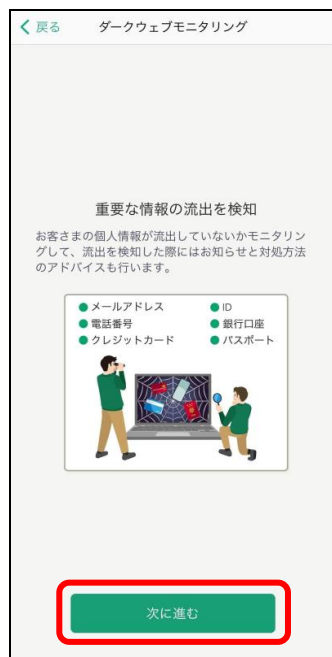 戻る ダークウェブモニタリング
重要な情報の流出を検知
お客さまの個人情報が流出していないかモニタリン
グして、流出を検知した際にはお知らせと対処方法
のアドバイスも行います。
メールアドレス
電話番号
クレジットカード
ID
銀行口座
パスポート
次に進む